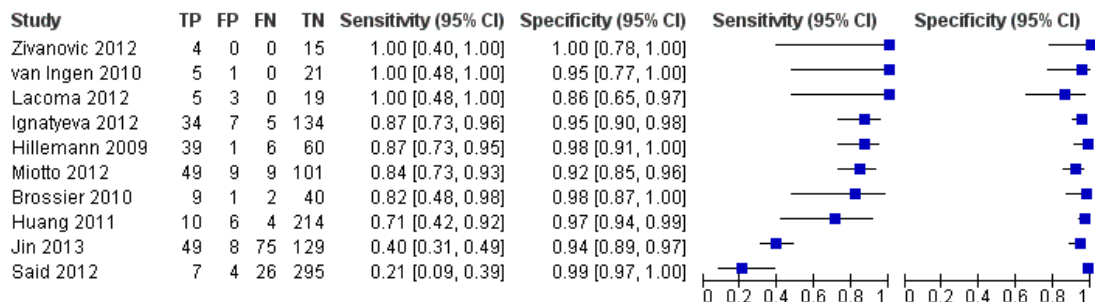 Study TP FP FN TN Sensitivity (95% CI) Specificity (95% CI) Sensitivity (95% CI) Specificity (95% CI)
Zivanovic 2012 4 0 0 15 1.00 [0.40, 1.00] 1.00 [0.78, 1.00]
van Ingen 2010 5 1 0 21 1.00 [0.48, 1.00] 0.95 [0.77, 1.00]
Lacoma 2012 5 3 0 19 1.00 [0.48, 1.00] 0.86 [0.65, 0.97]
Ignatyeva 2012 34 7 5 134 0.87 [0.73, 0.96] 0.95 [0.90, 0.98]
Hillemann 2009 39 1 6 60 0.87 [0.73, 0.95] 0.98 [0.91, 1.00]
Miotto 2012 49 9 9 101 0.84 [0.73, 0.93] 0.92 [0.85, 0.96]
Brossier 2010 9 1 2 40 0.82 [0.48, 0.98] 0.98 [0.87, 1.00]
Huang 2011 10 6 4 214 0.71 [0.42, 0.92] 0.97 [0.94, 0.99]
Jin 2013 49 8 75 129 0.40 [0.31, 0.49] 0.94 [0.89, 0.97]
Said 2012 7 4 26 295 0.21 [0.09, 0.39] 0.99 [0.97, 1.00]
0 0.2 0.4 0.6 0.8 1 0 0.2 0.4 0.6 0.8 1